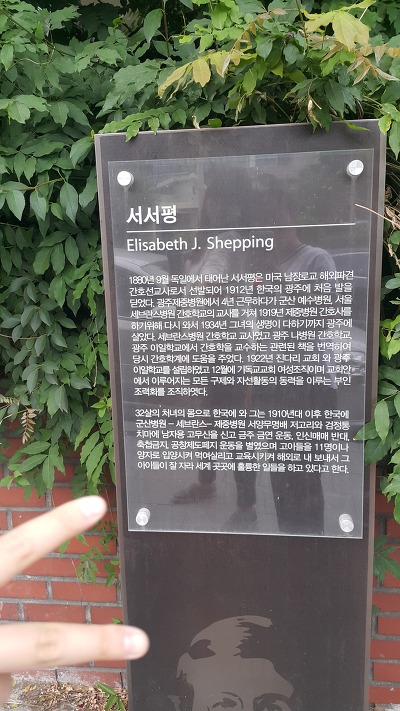 서서평
Elisabeth J. Shepping
1880년 9월 독일에서 태어난 서서평은 미국 남장로교 해외파견
간호선교사로서 선발되어 1912년 한국의 광주에 처음 발을
딛었다. 광주제중병원에서 4년 근무하다가 군산 예수병원, 서울
세브란스병원 간호학교의 교사를 거쳐 1919년 제중병원 간호사를
하기위해 다시 와서 1934년 그녀의 생명이 다하기까지 광주에
살았다. 세브란스병원 간호학교 교사였고 광주 나병원 간호학교,
광주 이일학교에서 간호학을 교수하는 관련된 책을 번역하여
당시 간호학계에 도움을 주었다. 1922년 진다리 교회 와 광주
이일학교를 설립하였고 12월에 기독교교회 여성조직이며 교회안
에서 이루어지는 모든 구제와 자선활동의 동력을 이루는 부인
조력회를 조직하엿다.
32살의 처녀의 몸으로 한국에 와 그는 1910년대 이후 한국에
군산병원 – 세브란스– 제중병원 서양무명배 저고리와 검정통
치마에 남자용 고무신을 신고 금주 금연 운동, 인신매매 반대,
축첩금지, 공창제도폐지 운동을 벌였으며 고아들을 11명이나
양자로 입양시켜 먹여살리고 교육시키켜 해외로 내 보내서 그
아이들이 잘 자라 세계 곳곳에 훌륭한 일들을 하고 있다고 한다.